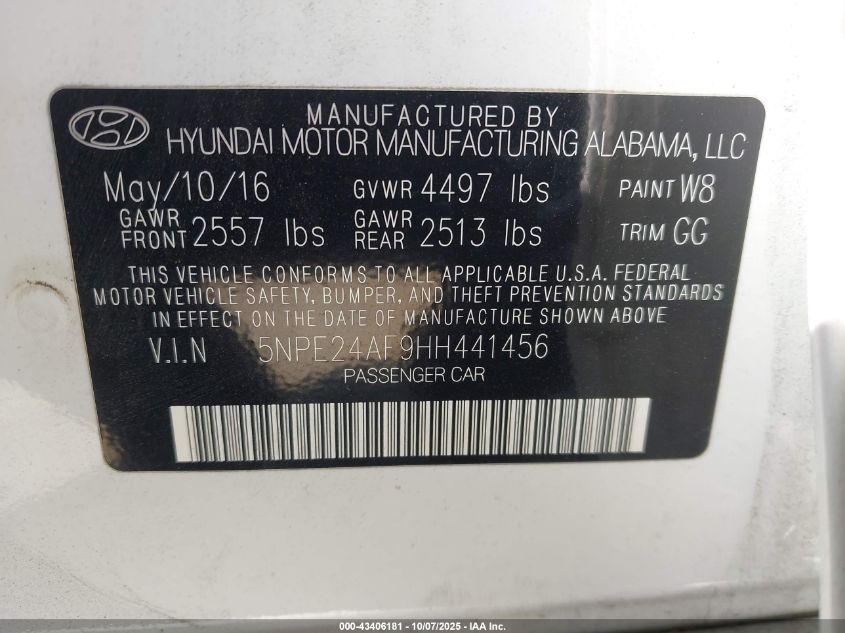 MANUFACTURED BY
HYUNDAI MOTOR MANUFACTURING ALABAMA, LLC
May/10/16 GVWR 4497 lbs PAINT W8
GAWR FRONT 2557 lbs GAWR REAR 2513 lbs TRIM GG
THIS VEHICLE CONFORMS TO ALL APPLICABLE U.S.A. FEDERAL
MOTOR VEHICLE SAFETY, BUMPER, AND THEFT PREVENTION STANDARDS
IN EFFECT ON THE DATE OF MANUFACTURE SHOWN ABOVE
V.I.N 5NPE24AF9HH441456
PASSENGER CAR
000-43406181 - 10/07/2025 - IAA Inc.